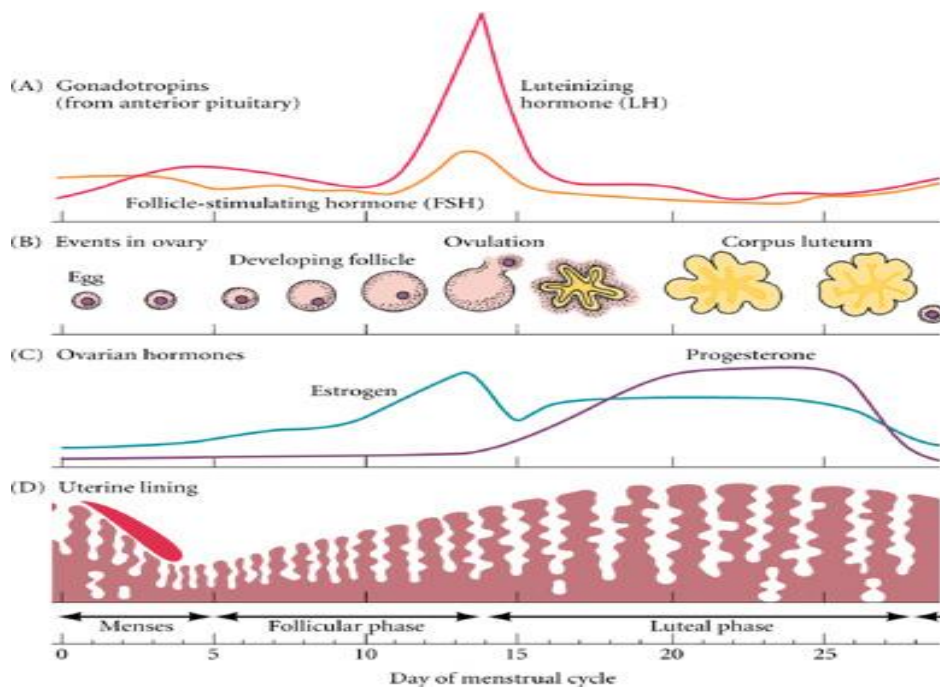 (A) Gonadotropins
(from anterior pituitary)
Luteinizing
hormone (LH)
Follicle-stimulating hormone (FSH)
(B) Events in ovary
Ovulation
Corpus luteum
Developing follicle
Egg
(C) Ovarian hormones
Progesterone
Estrogen
(D) Uterine lining
Menses
Follicular phase
Luteal phase
0 5 10 15 20 25
Day of menstrual cycle